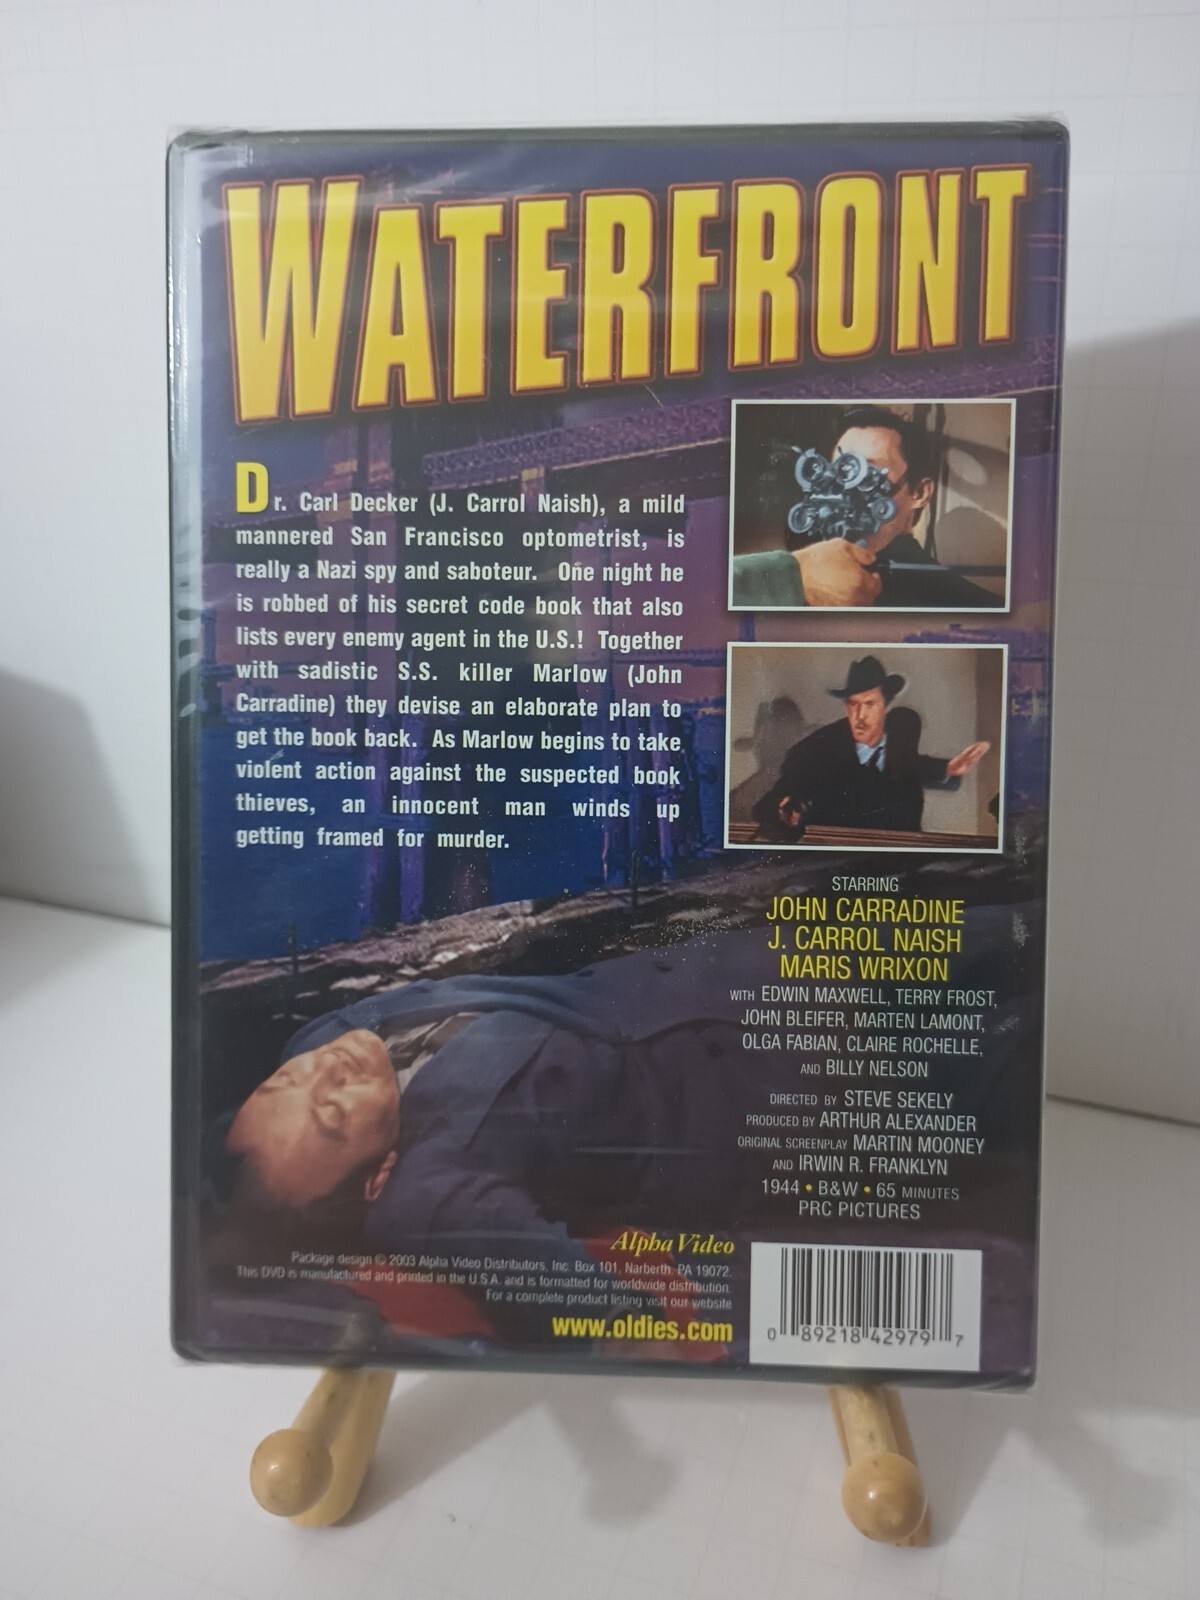 WATERFRONT
Dr. Carl Decker (J. Carrol Naish), a mild
mannered San Francisco optometrist, is
really a Nazi spy and saboteur. One night he
is robbed of his secret code book that also
lists every enemy agent in the U.S.! Together
with sadistic S.S. killer Marlow (John
Carradine) they devise an elaborate plan to
get the book back. As Marlow begins to take
violent action against the suspected book
thieves, an innocent man winds up
getting framed for murder.
STARRING
JOHN CARRADINE
J. CARROL NAISH
MARIS WRIXON
WITH EDWIN MAXWELL, TERRY FROST,
JOHN BLEIFER, MARTEN LAMONT,
OLGA FABIAN, CLAIRE ROCHELLE,
AND BILLY NELSON
DIRECTED BY STEVE SEKELY
PRODUCED BY ARTHUR ALEXANDER
ORIGINAL SCREENPLAY MARTIN MOONEY
AND IRWIN R. FRANKLYN
1944 • B&W • 65 MINUTES
PRC PICTURES
Alpha Video
Package design © 2003 Alpha Video Distributors, Inc. Box 101, Narberth, PA 19072.
This DVD is manufactured and printed in the U.S.A. and is formatted for worldwide distribution.
For a complete product listing visit our website
www.oldies.com
0 89218 42979 7